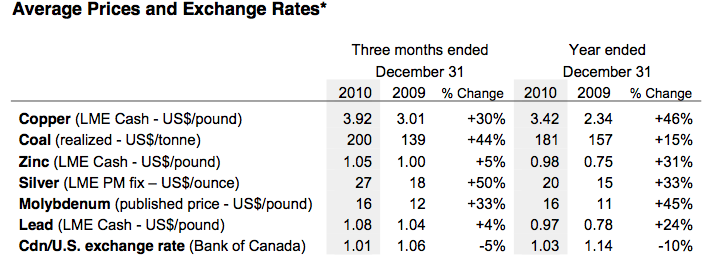 Average Prices and Exchange Rates*
Three months ended Year ended
December 31 December 31
2010 2009 % Change 2010 2009 % Change
Copper (LME Cash - US$/pound) 3.92 3.01 +30% 3.42 2.34 +46%
Coal (realized - US$/tonne) 200 139 +44% 181 157 +15%
Zinc (LME Cash - US$/pound) 1.05 1.00 +5% 0.98 0.75 +31%
Silver (LME PM fix – US$/ounce) 27 18 +50% 20 15 +33%
Molybdenum (published price - US$/pound) 16 12 +33% 16 11 +45%
Lead (LME Cash - US$/pound) 1.08 1.04 +4% 0.97 0.78 +24%
Cdn/U.S. exchange rate (Bank of Canada) 1.01 1.06 -5% 1.03 1.14 -10%